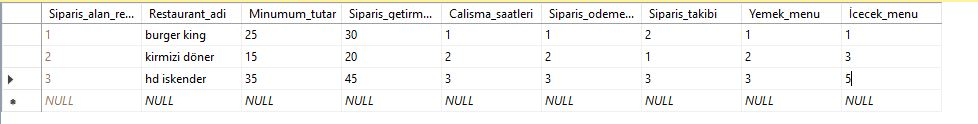 Siparis_alan_re... Restaurant_adi Minumum_tutar Siparis_getirm... Calisma_saatleri Siparis_odeme... Siparis_takibi Yemek_menu İcecek_menu
1 burger king 25 30 1 1 2 1 1
2 kirmizi döner 15 20 2 2 1 2 3
3 hd iskender 35 45 3 3 3 3 5
NULL NULL NULL NULL NULL NULL NULL NULL NULL